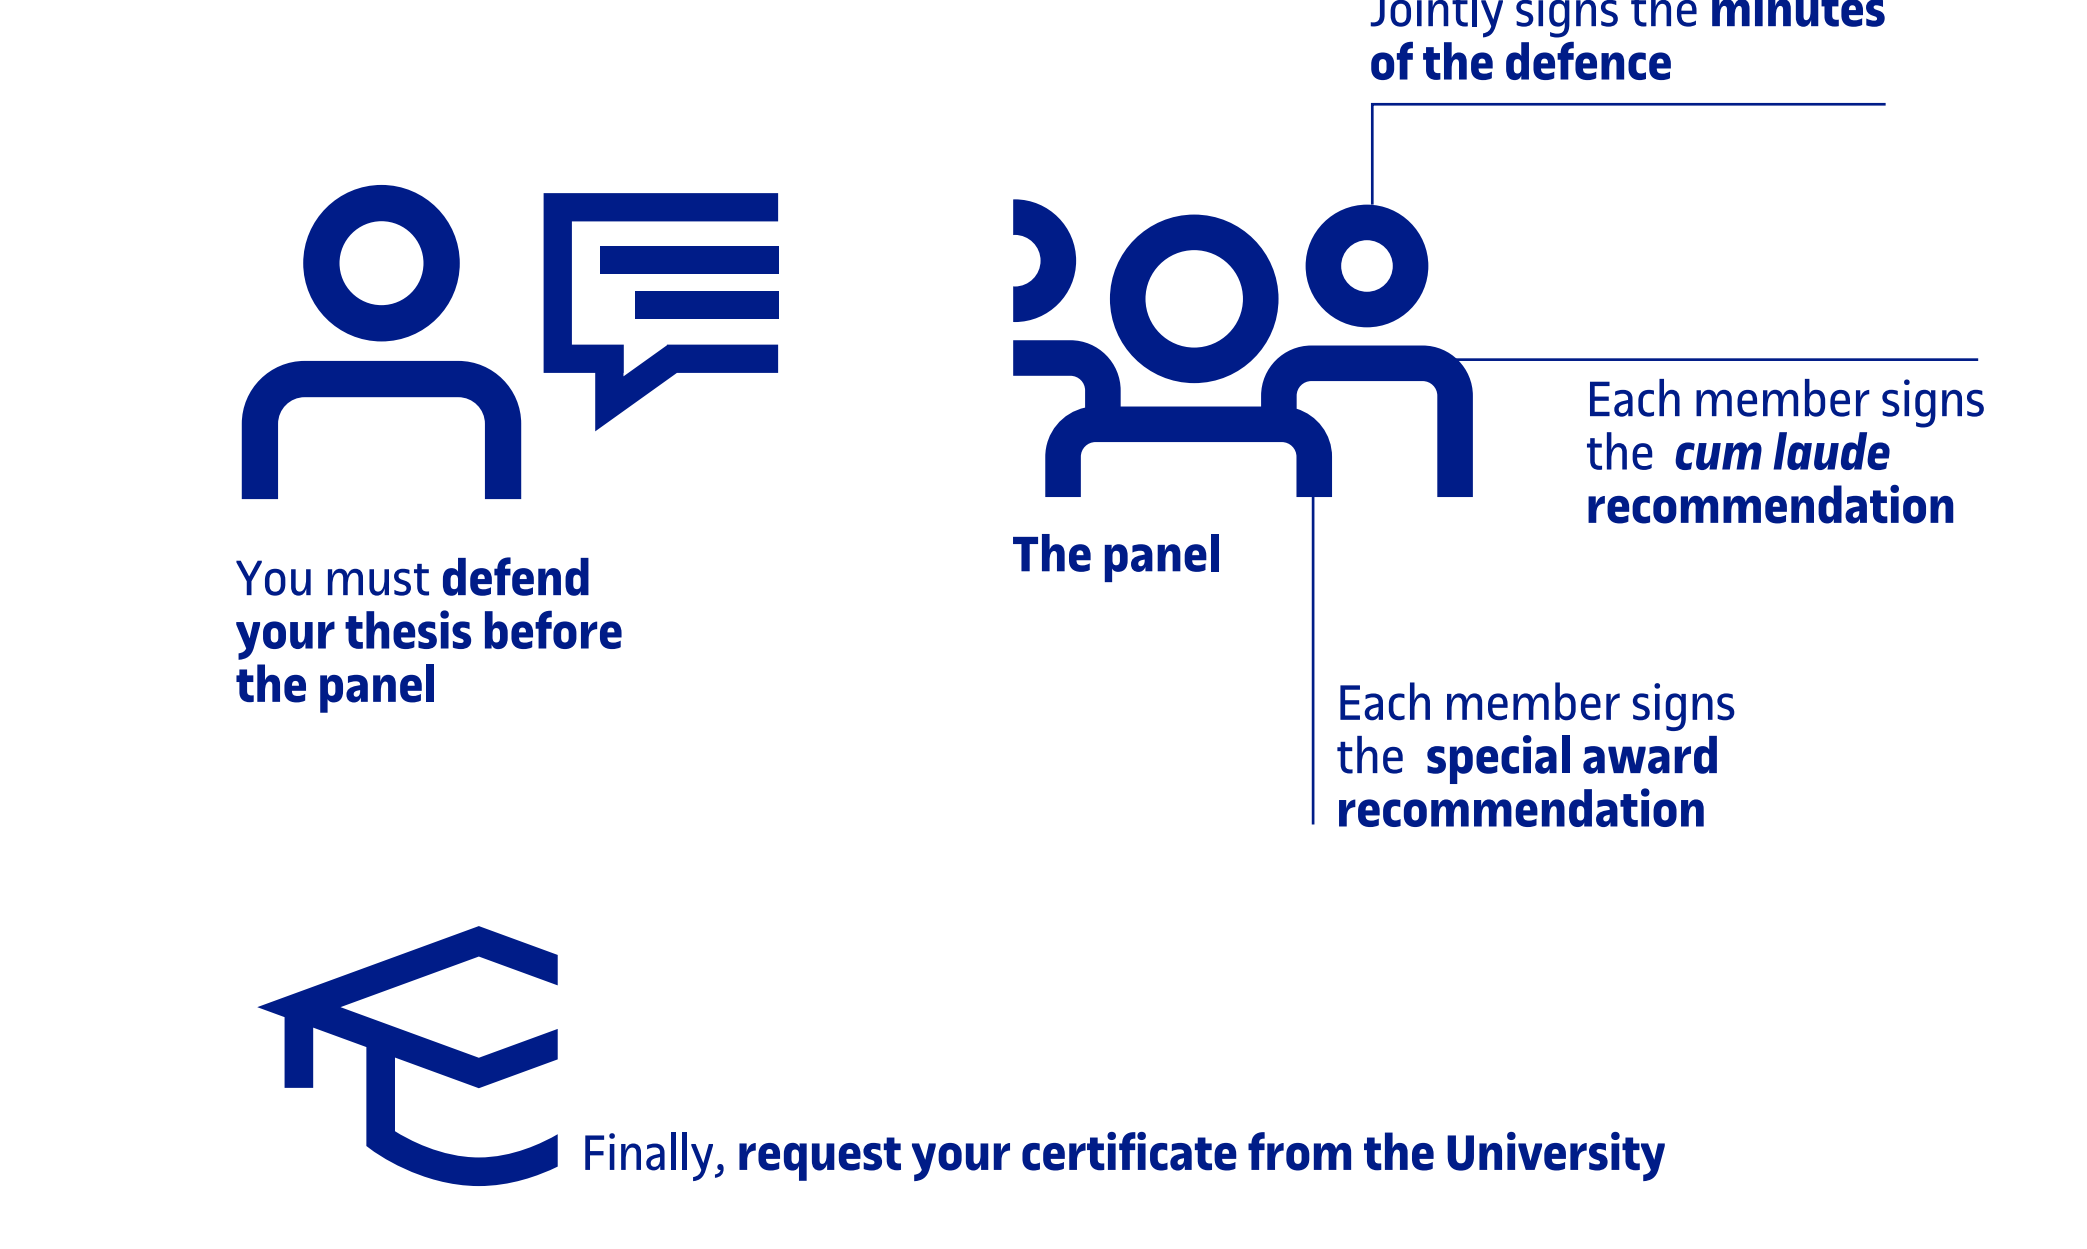 Jointly signs the minutes
of the defence
You must defend
your thesis before
the panel
The panel
Each member signs
the cum laude
recommendation
Each member signs
the special award
recommendation
Finally, request your certificate from the University